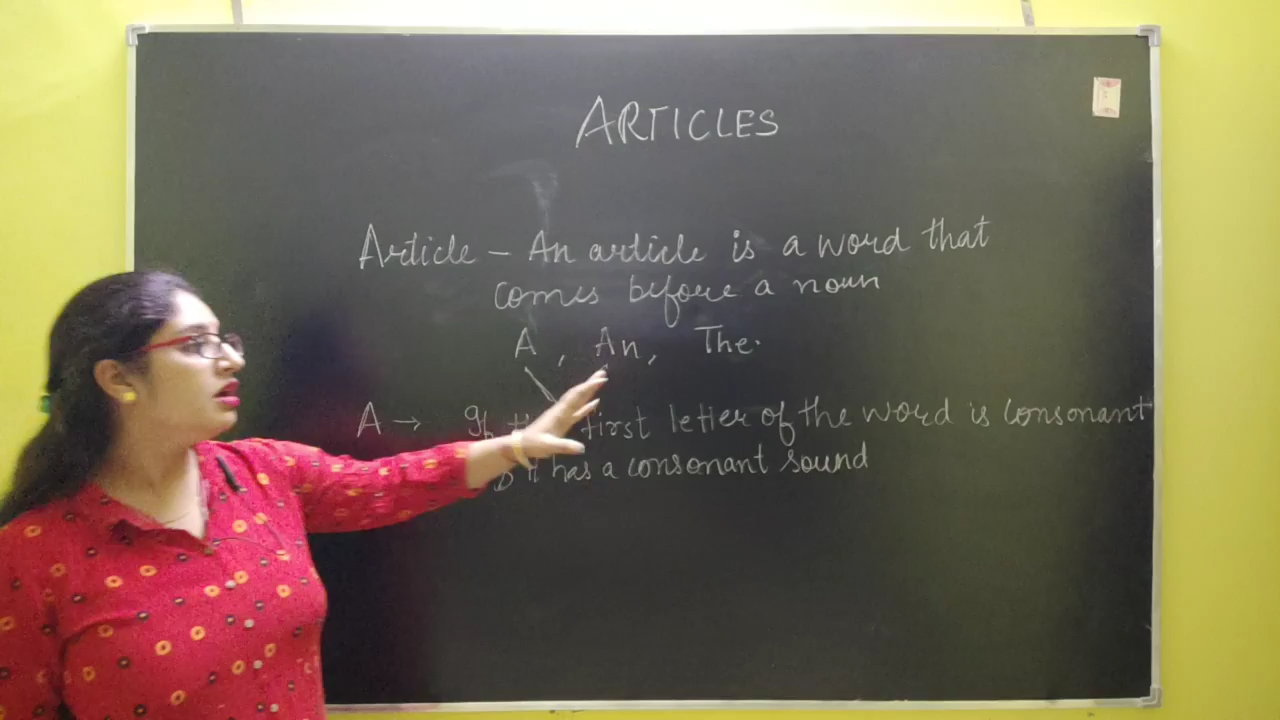 ARTICLES
Article – An article is a word that
comes before a noun
A , An, The.
A → If first letter of the word is consonant
it has a consonant sound